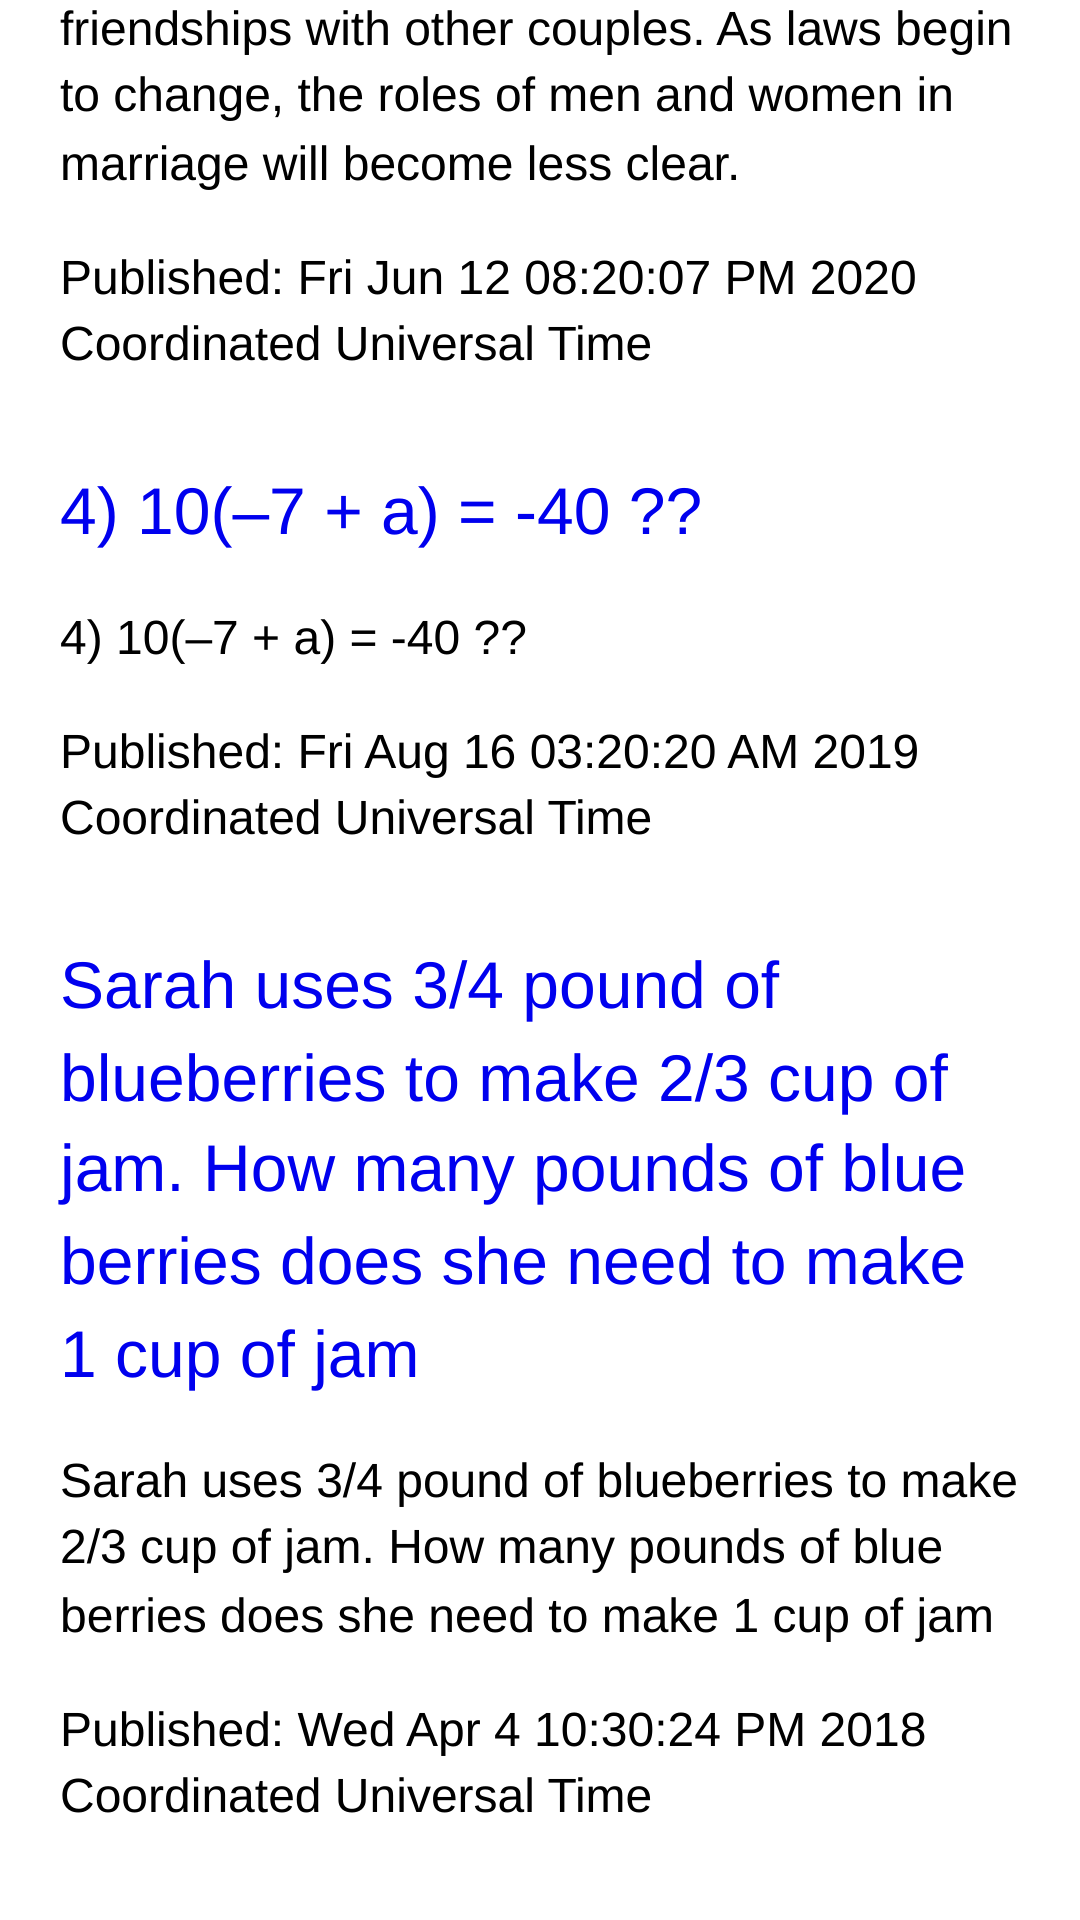 friendships with other couples. As laws begin
to change, the roles of men and women in
marriage will become less clear.
Published: Fri Jun 12 08:20:07 PM 2020
Coordinated Universal Time
4) 10(–7 + a) = -40 ??
4) 10(–7 + a) = -40 ??
Published: Fri Aug 16 03:20:20 AM 2019
Coordinated Universal Time
Sarah uses 3/4 pound of
blueberries to make 2/3 cup of
jam. How many pounds of blue
berries does she need to make
1 cup of jam
Sarah uses 3/4 pound of blueberries to make
2/3 cup of jam. How many pounds of blue
berries does she need to make 1 cup of jam
Published: Wed Apr 4 10:30:24 PM 2018
Coordinated Universal Time